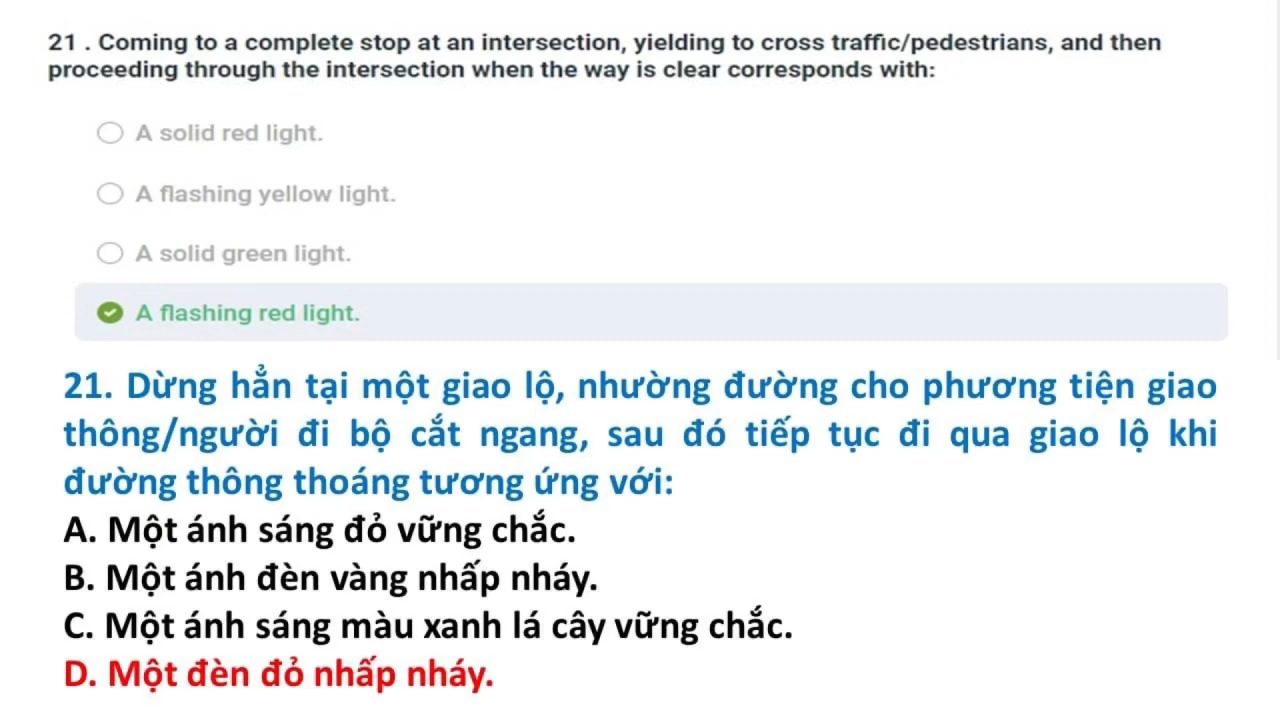 21 . Coming to a complete stop at an intersection, yielding to cross traffic/pedestrians, and then
proceeding through the intersection when the way is clear corresponds with:
A solid red light.
A flashing yellow light.
A solid green light.
A flashing red light.
21. Dừng hẳn tại một giao lộ, nhường đường cho phương tiện giao
thông/người đi bộ cắt ngang, sau đó tiếp tục đi qua giao lộ khi
đường thông thoáng tương ứng với:
A. Một ánh sáng đỏ vững chắc.
B. Một ánh đèn vàng nhấp nháy.
C. Một ánh sáng màu xanh lá cây vững chắc.
D. Một đèn đỏ nhấp nháy.